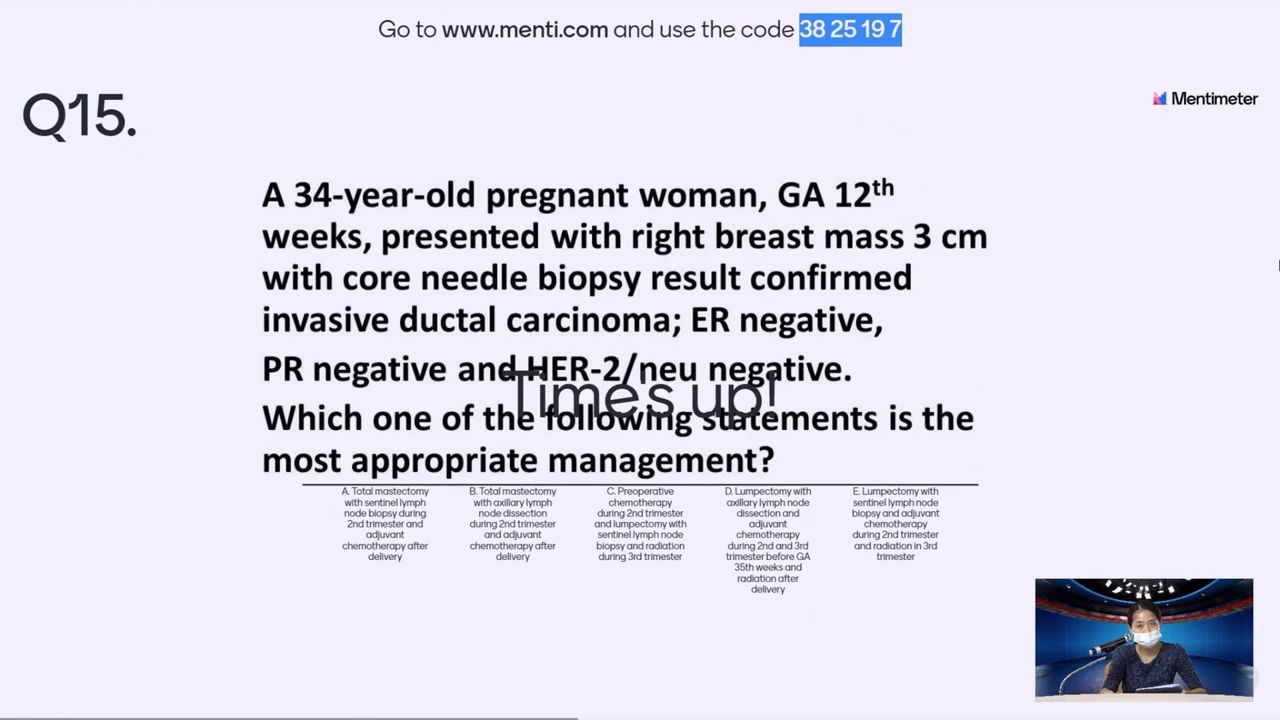 Go to www.menti.com and use the code 38 25 19 7
Q15.
Mentimeter
A 34-year-old pregnant woman, GA 12th
weeks, presented with right breast mass 3 cm
with core needle biopsy result confirmed
invasive ductal carcinoma; ER negative,
PR negative and HER-2/neu negative.
Time's up!
Which one of the following statements is the
most appropriate management?
A. Total mastectomy
with sentinel lymph
node biopsy during
2nd trimester and
adjuvant
chemotherapy after
delivery
B. Total mastectomy
with axillary lymph
node dissection
during 2nd trimester
and adjuvant
chemotherapy after
delivery
C. Preoperative
chemotherapy
during 2nd trimester
and lumpectomy with
sentinel lymph node
biopsy and radiation
during 3rd trimester
D. Lumpectomy with
axillary lymph node
dissection and
adjuvant
chemotherapy
during 2nd and 3rd
trimester before GA
35th weeks and
radiation after
delivery
E. Lumpectomy with
sentinel lymph node
biopsy and adjuvant
chemotherapy
during 2nd trimester
and radiation in 3rd
trimester